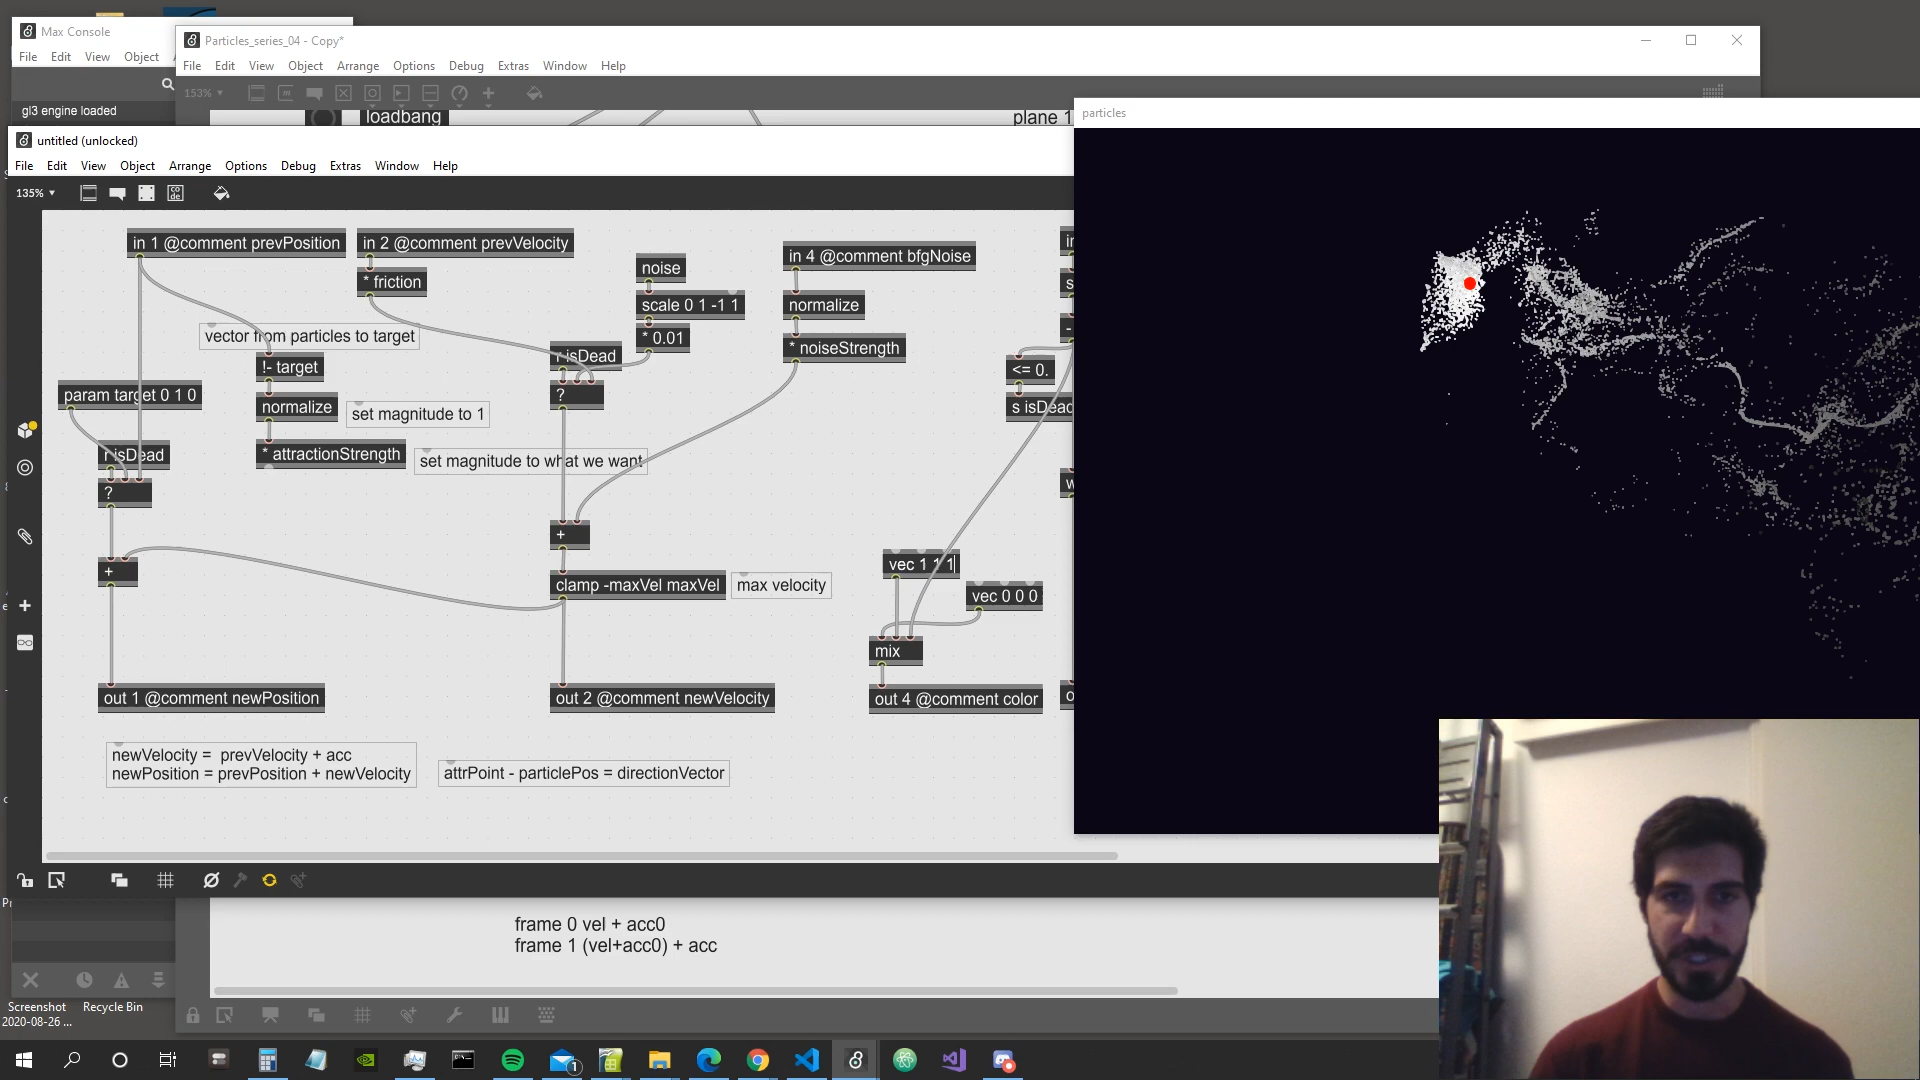 Max Console
File Edit View Object
gl3 engine loaded
Particles_series_04 - Copy*
File Edit View Object Arrange Options Debug Extras Window Help
153%
loadbang
plane 1
particles
untitled (unlocked)
File Edit View Object Arrange Options Debug Extras Window Help
135%
in 1 @comment prevPosition
in 2 @comment prevVelocity
* friction
noise
scale 0 1 -1 1
* 0.01
in 4 @comment bfgNoise
normalize
* noiseStrength
vector from particles to target
!- target
normalize
set magnitude to 1
* attractionStrength
set magnitude to what we want
param target 0 1 0
r isDead
?
+
r isDead
?
+
clamp -maxVel maxVel
max velocity
<= 0.
s isDead
vec 1 1 1
vec 0 0 0
mix
out 1 @comment newPosition
out 2 @comment newVelocity
out 4 @comment color
newVelocity = prevVelocity + acc
newPosition = prevPosition + newVelocity
attrPoint - particlePos = directionVector
frame 0 vel + acc0
frame 1 (vel+acc0) + acc
Screenshot
2020-08-26 ...
Recycle Bin
1